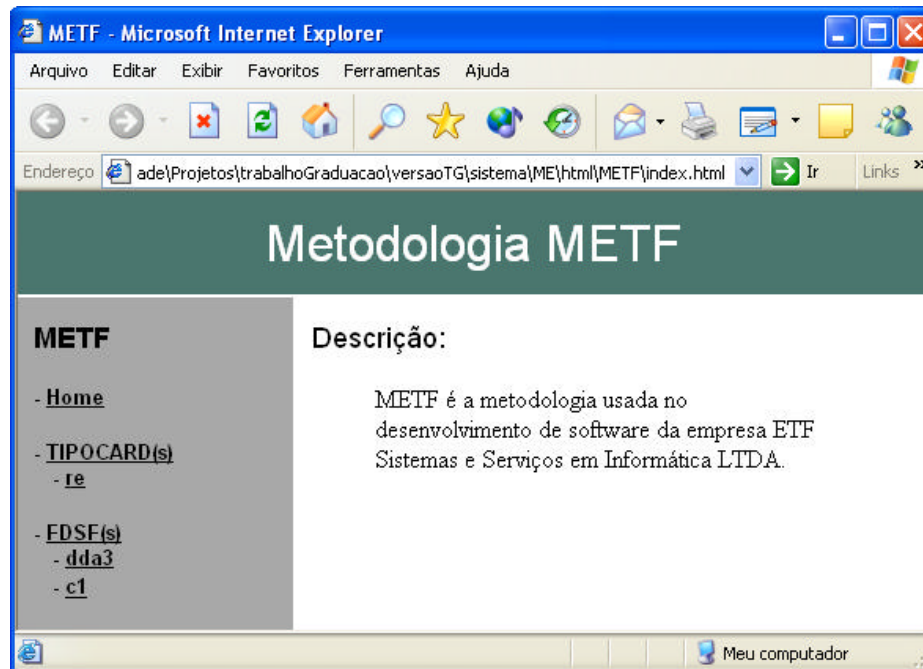 METF - Microsoft Internet Explorer
Arquivo Editar Exibir Favoritos Ferramentas Ajuda
Endereço ade\Projetos\trabalhoGraduacao\versaoTG\sistema\ME\html\METF\index.html Ir Links »
Metodologia METF
METF
- Home
- TIPOCARD(s)
- re
- FDSF(s)
- dda3
- c1
Descrição:
METF é a metodologia usada no
desenvolvimento de software da empresa ETF
Sistemas e Serviços em Informática LTDA.
Meu computador